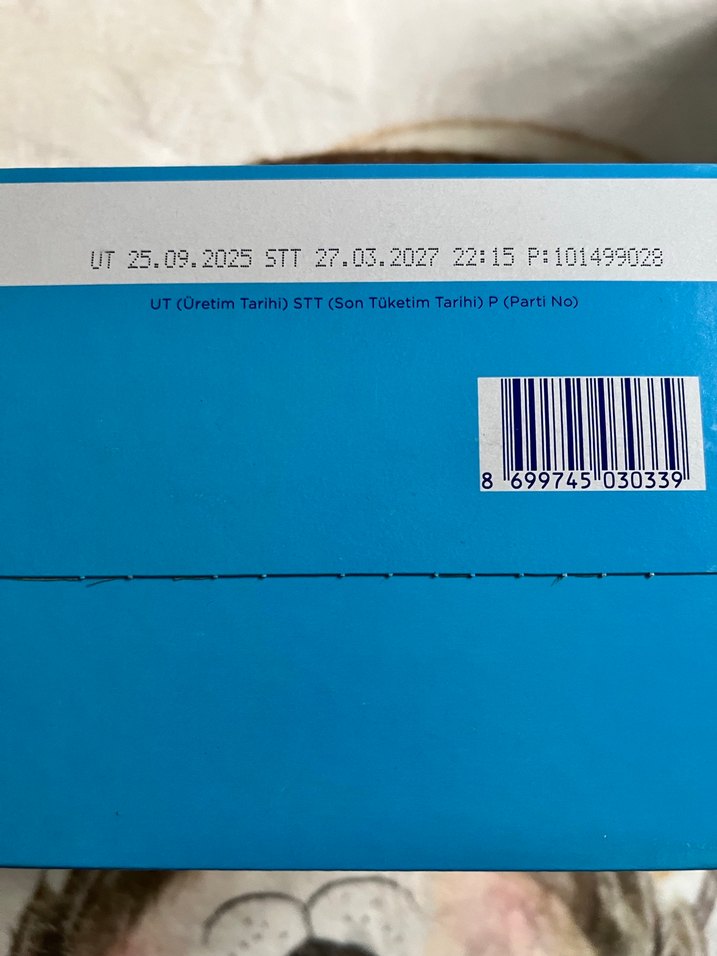 UT 25.09.2025 STT 27.03.2027 22:15 P:101499028
UT (Üretim Tarihi) STT (Son Tüketim Tarihi) P (Parti No)
8 699745 030339